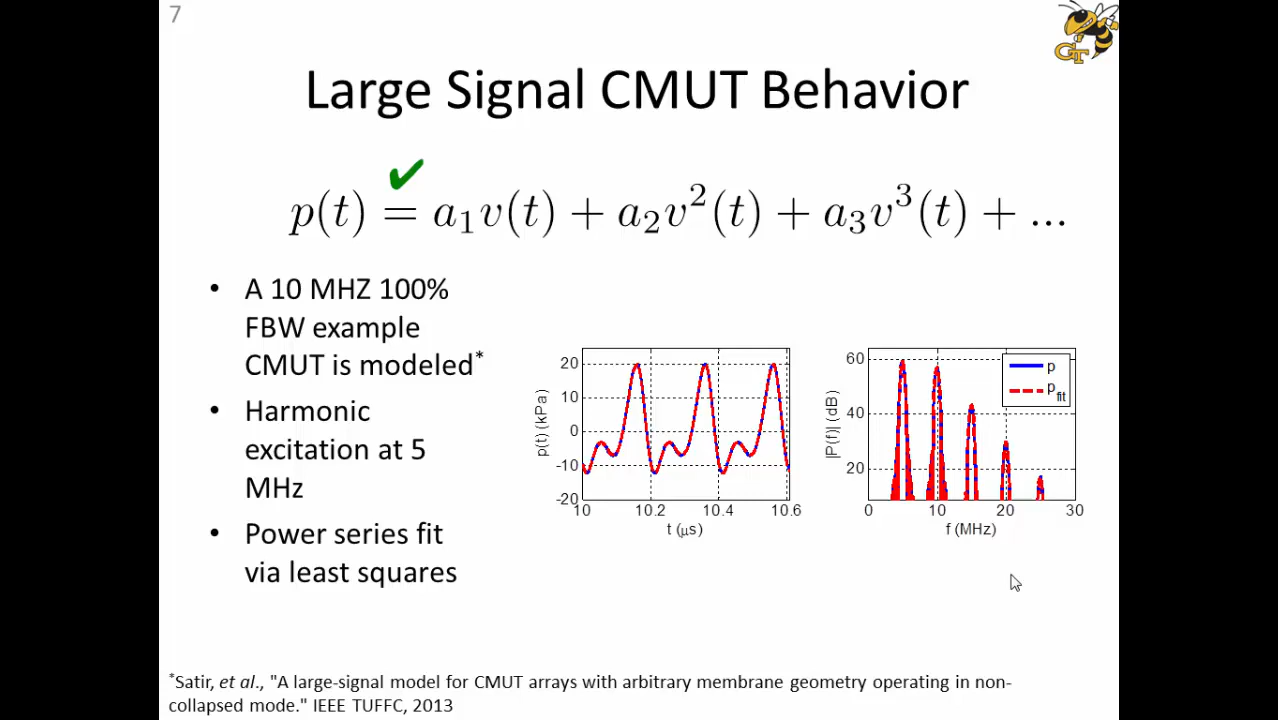 7
GT
Large Signal CMUT Behavior
✔
p(t) = a₁v(t) + a₂v²(t) + a₃v³(t) + ...
• A 10 MHZ 100%
FBW example
CMUT is modeled*
• Harmonic
excitation at 5
MHz
• Power series fit
via least squares
p(t) (kPa)
20
10
0
-10
-20
10 10.2 10.4 10.6
t (μs)
|P(f)| (dB)
60
40
20
0 10 20 30
f (MHz)
p
p fit
*Satir, et al., "A large-signal model for CMUT arrays with arbitrary membrane geometry operating in non-
collapsed mode." IEEE TUFFC, 2013